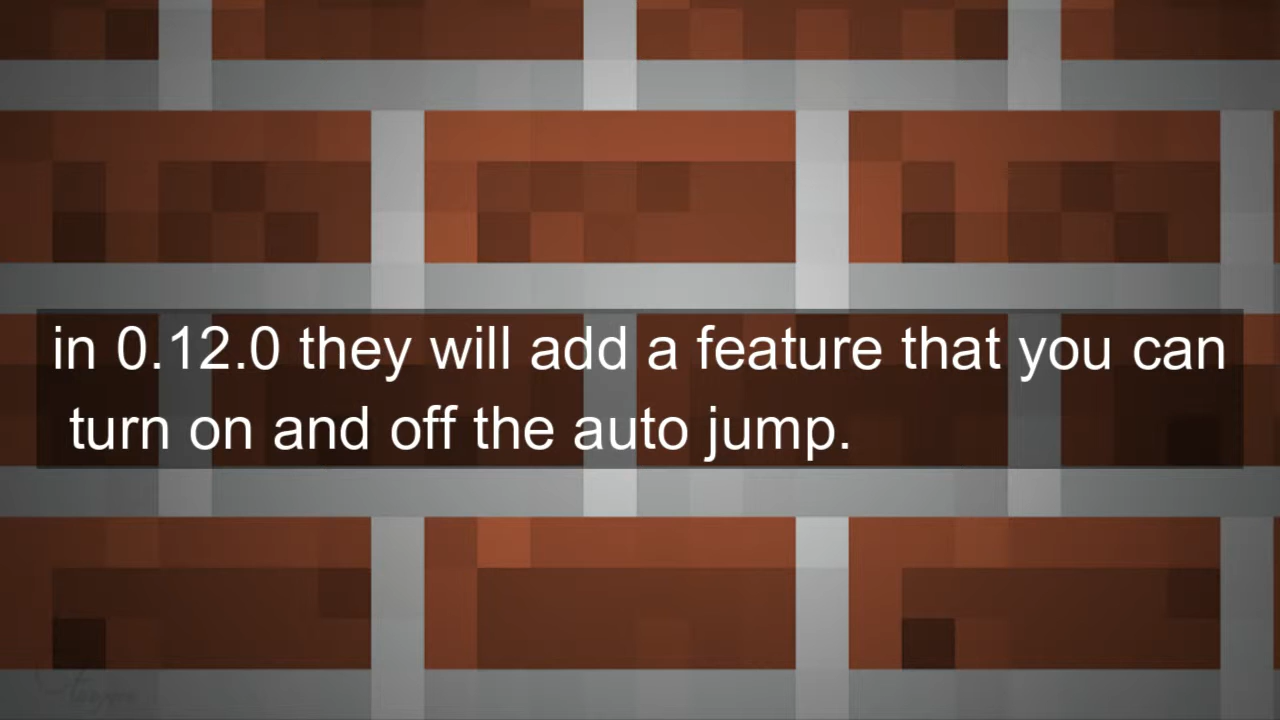 in 0.12.0 they will add a feature that you can
turn on and off the auto jump.